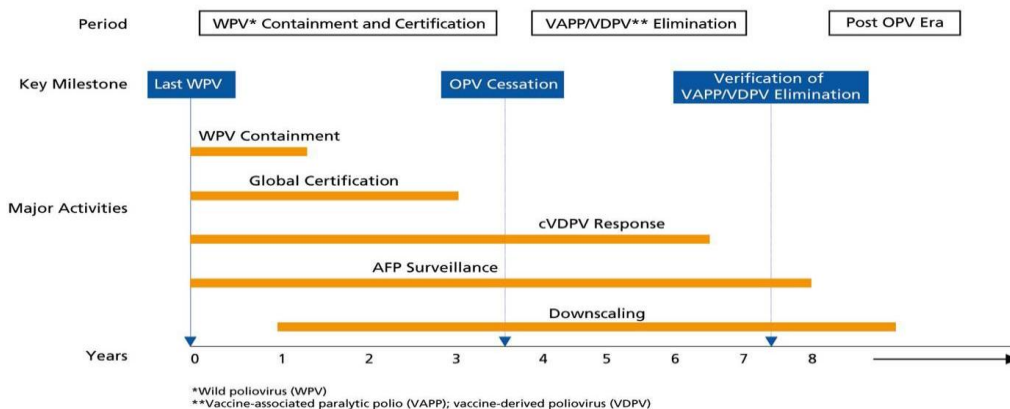 Period
WPV* Containment and Certification
VAPP/VDPV** Elimination
Post OPV Era
Key Milestone
Last WPV
OPV Cessation
Verification of
VAPP/VDPV Elimination
WPV Containment
Global Certification
Major Activities
cVDPV Response
AFP Surveillance
Downscaling
Years
0 1 2 3 4 5 6 7 8
*Wild poliovirus (WPV)
**Vaccine-associated paralytic polio (VAPP); vaccine-derived poliovirus (VDPV)